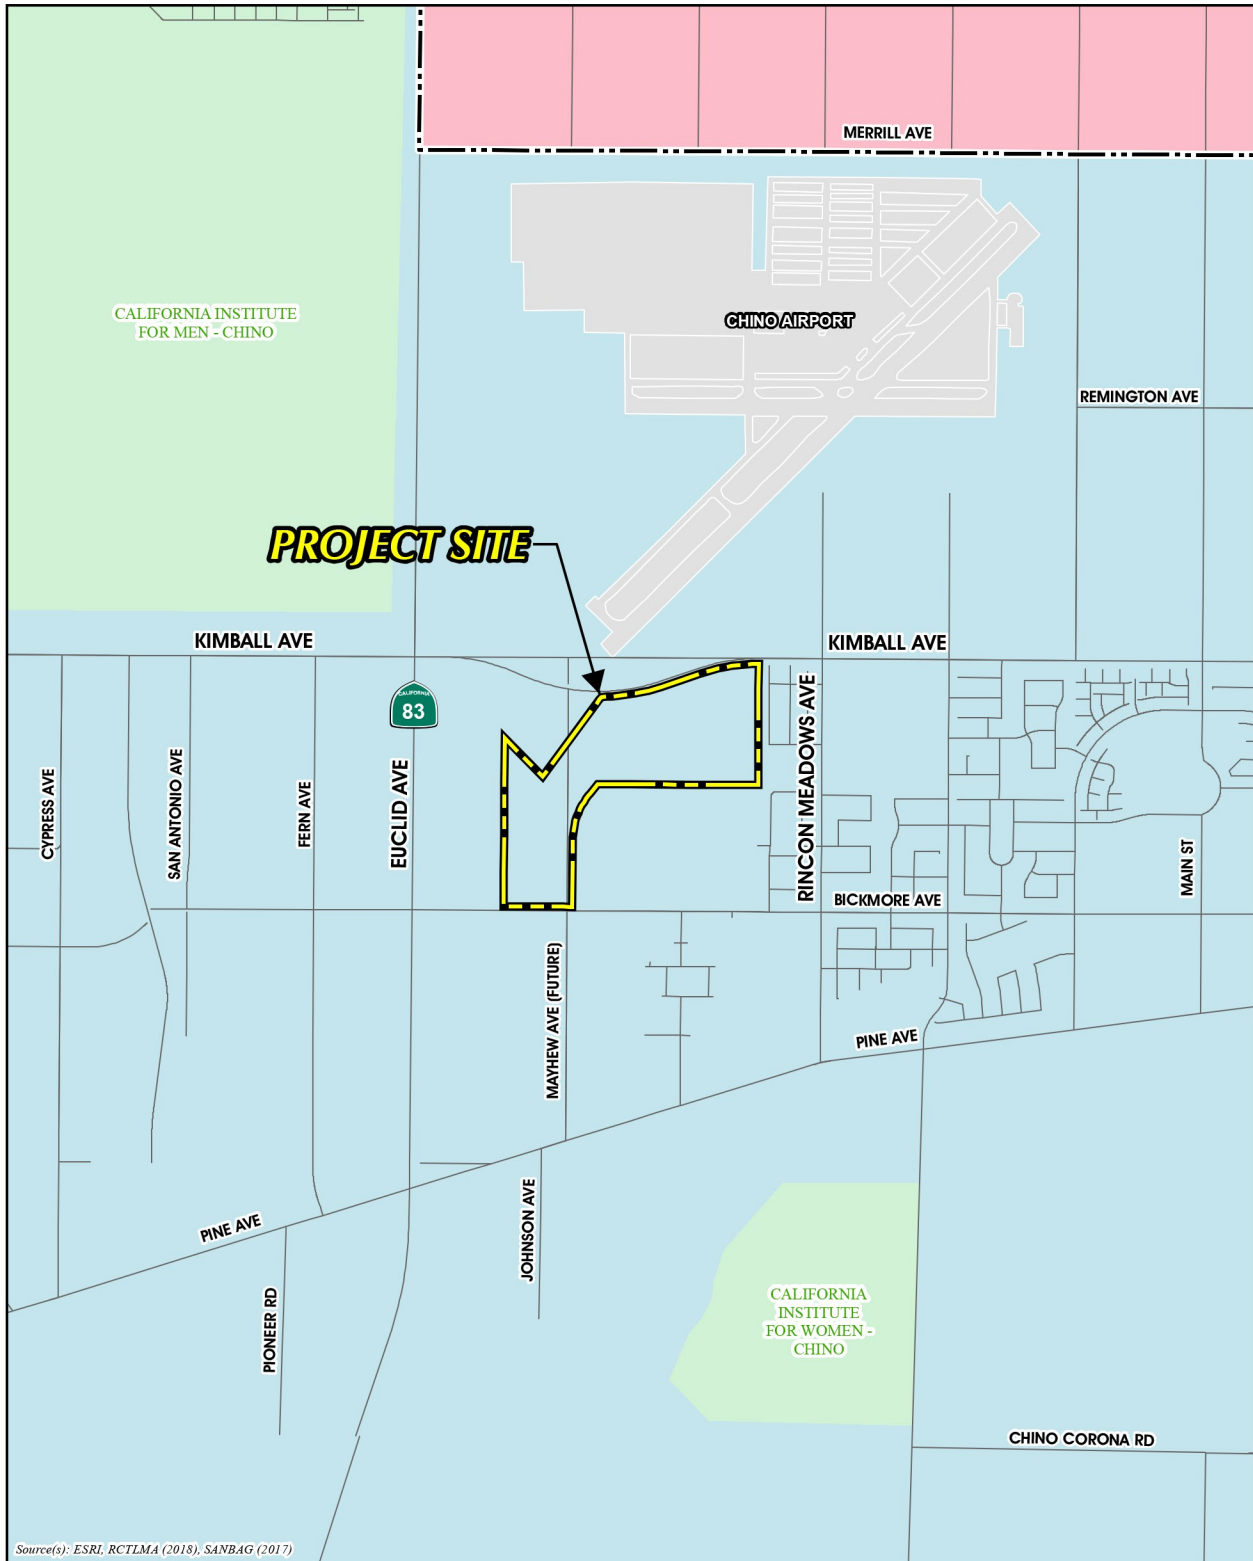 MERRILL AVE
CALIFORNIA INSTITUTE
FOR MEN - CHINO
CHINO AIRPORT
REMINGTON AVE
PROJECT SITE
KIMBALL AVE
KIMBALL AVE
CALIFORNIA
83
CYPRESS AVE
SAN ANTONIO AVE
FERN AVE
EUCLID AVE
RINCON MEADOWS AVE
MAIN ST
BICKMORE AVE
MAYHEW AVE (FUTURE)
PINE AVE
JOHNSON AVE
PINE AVE
PIONEER RD
CALIFORNIA
INSTITUTE
FOR WOMEN -
CHINO
CHINO CORONA RD
Source(s): ESRI, RCTLMA (2018), SANBAG (2017)